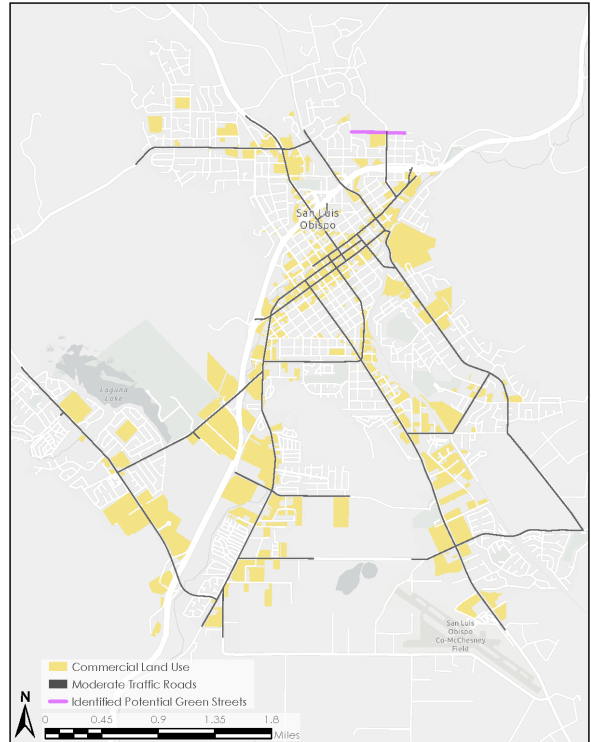 San Luis
Obispo
Laguna
Lake
San Luis
Obispo
Co-McChesney
Field
Commercial Land Use
Moderate Traffic Roads
Identified Potential Green Streets
N
0 0.45 0.9 1.35 1.8
Miles